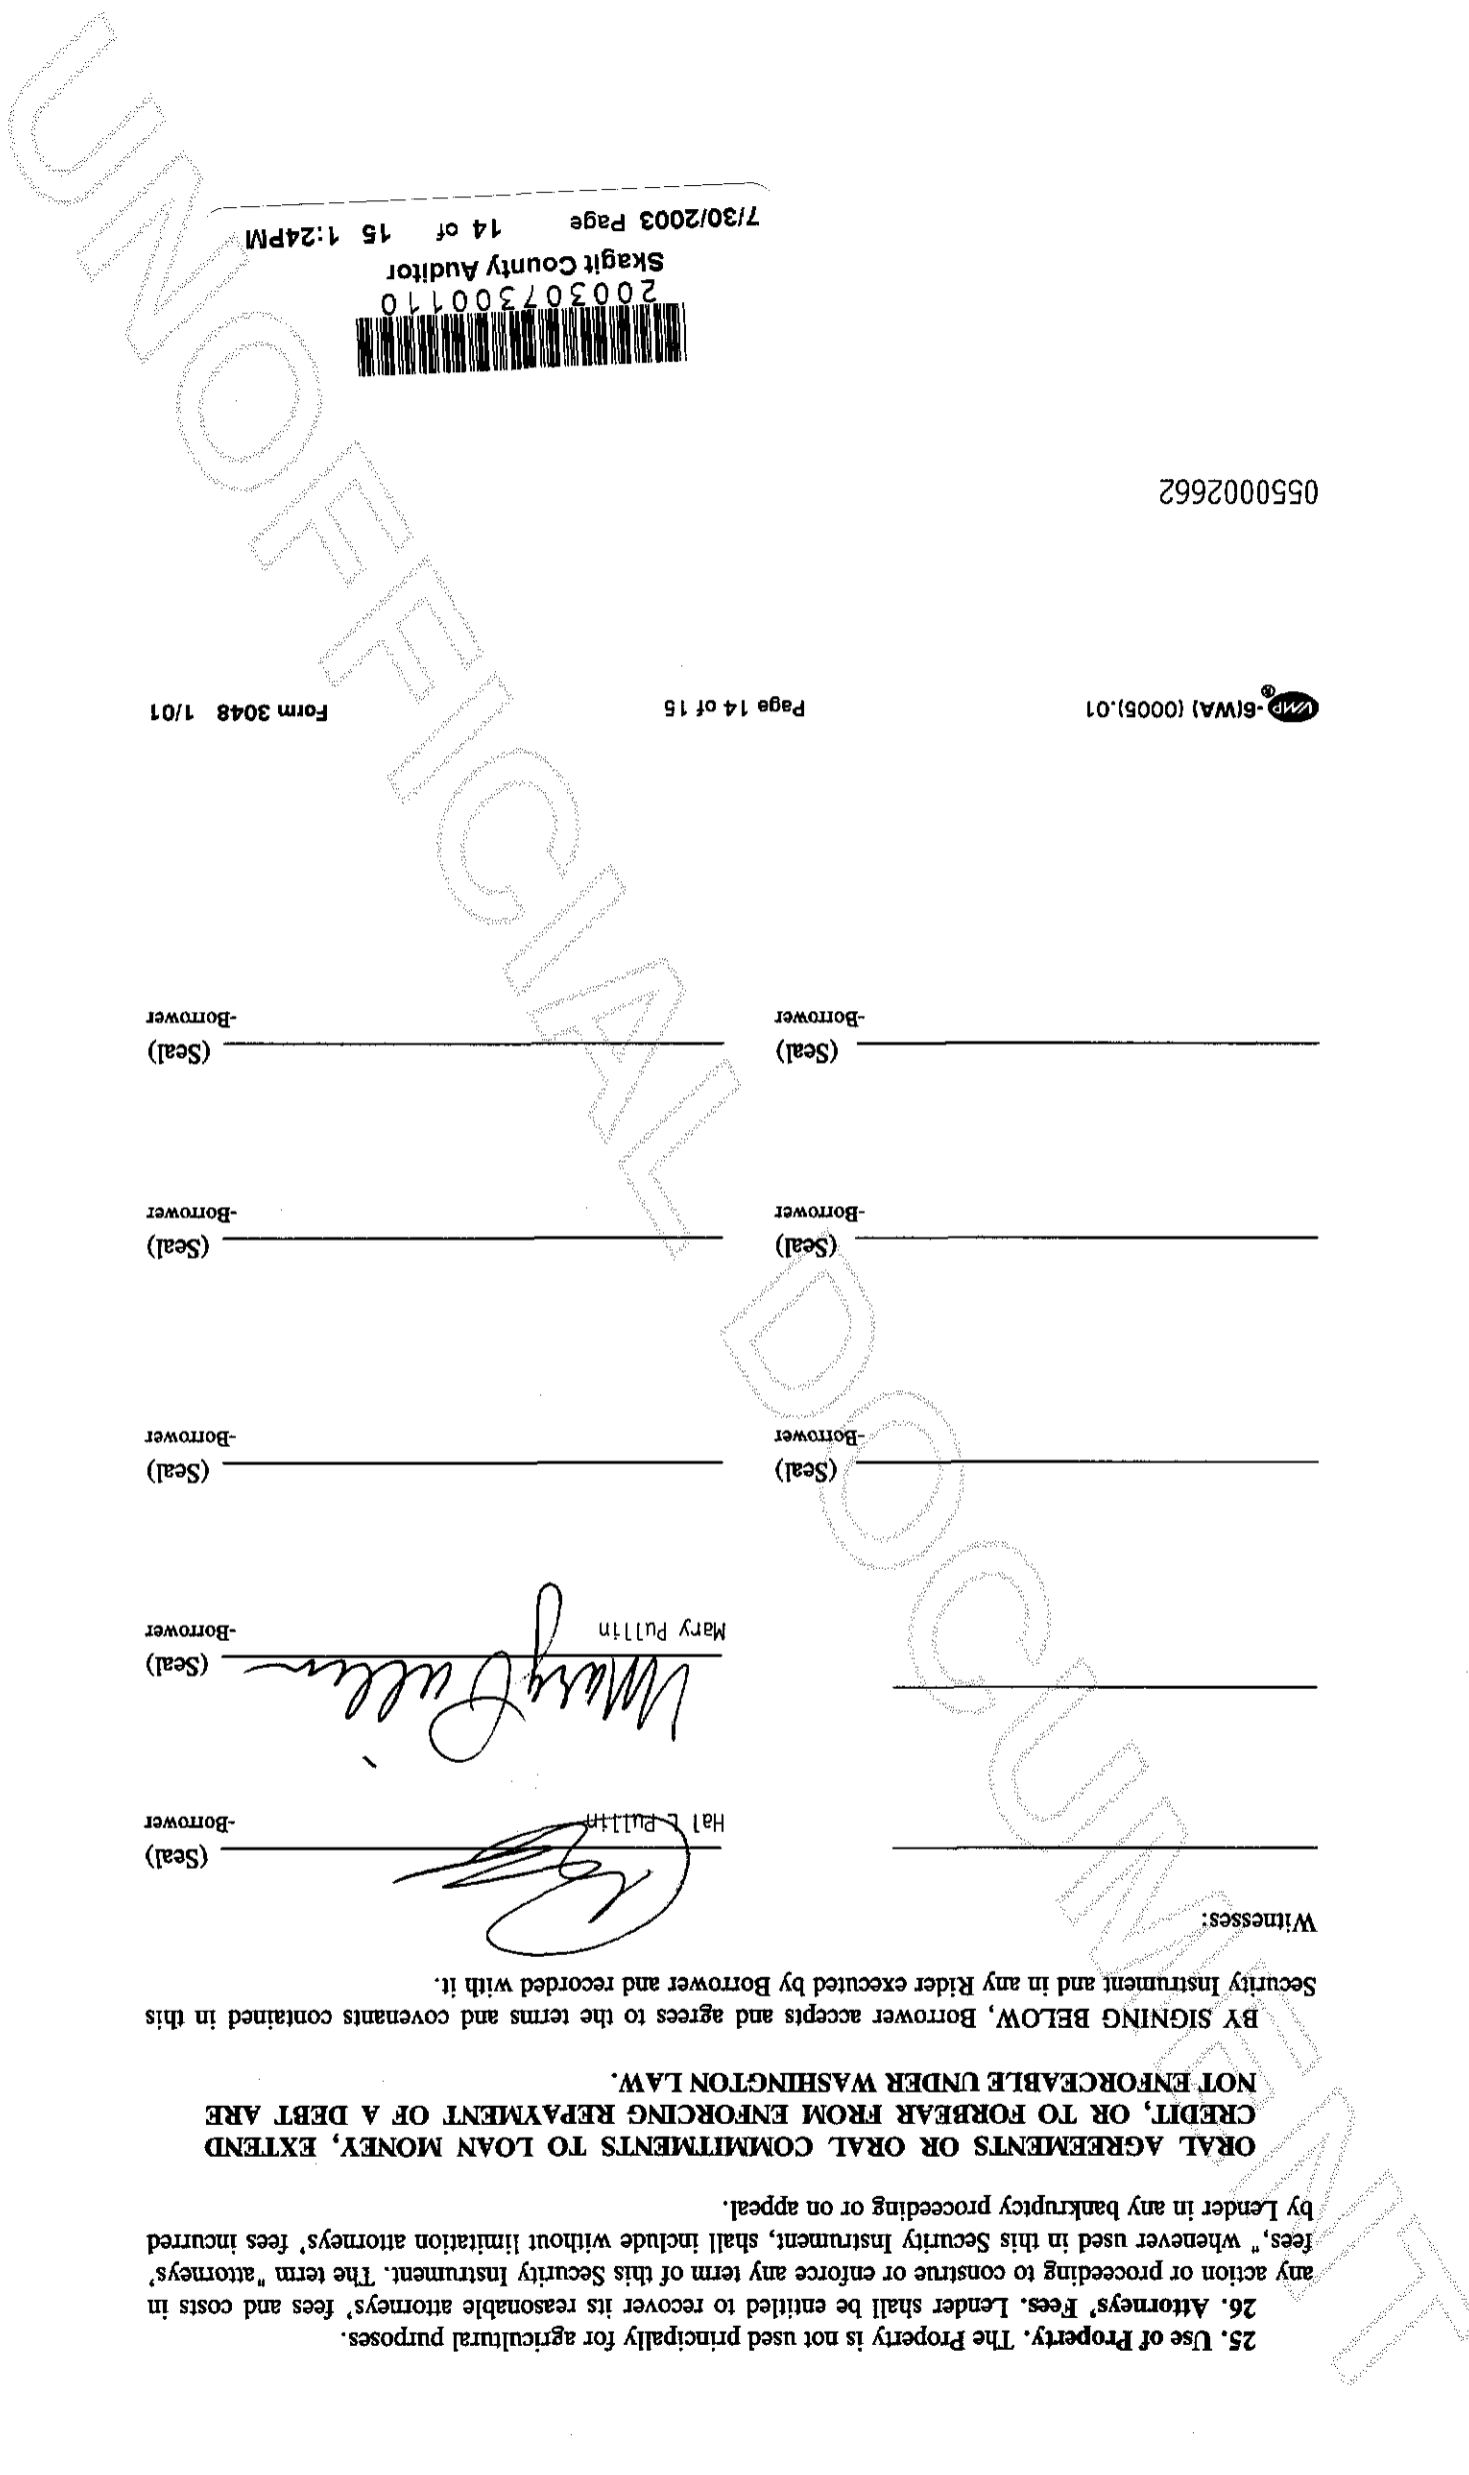 25. Use of Property. The Property is not used principally for agricultural purposes.
26. Attorneys' Fees. Lender shall be entitled to recover its reasonable attorneys' fees and costs in
any action or proceeding to construe or enforce any term of this Security Instrument. The term "attorneys'
fees," whenever used in this Security Instrument, shall include without limitation attorneys' fees incurred
by Lender in any bankruptcy proceeding or on appeal.
ORAL AGREEMENTS OR ORAL COMMITMENTS TO LOAN MONEY, EXTEND
CREDIT, OR TO FORBEAR FROM ENFORCING REPAYMENT OF A DEBT ARE
NOT ENFORCEABLE UNDER WASHINGTON LAW.
BY SIGNING BELOW, Borrower accepts and agrees to the terms and covenants contained in this
Security Instrument and in any Rider executed by Borrower and recorded with it.
Witnesses:
(Seal)
Hal L Pullin -Borrower
Mary Pullin (Seal)
Mary Pullin -Borrower
(Seal) (Seal)
-Borrower -Borrower
(Seal) (Seal)
-Borrower -Borrower
(Seal) (Seal)
-Borrower -Borrower
VMP®-6(WA) (0005).01 Page 14 of 15 Form 3048 1/01
0550002662
200307300110
Skagit County Auditor
7/30/2003 Page 14 of 15 1:24PM
UNOFFICIAL DOCUMENT